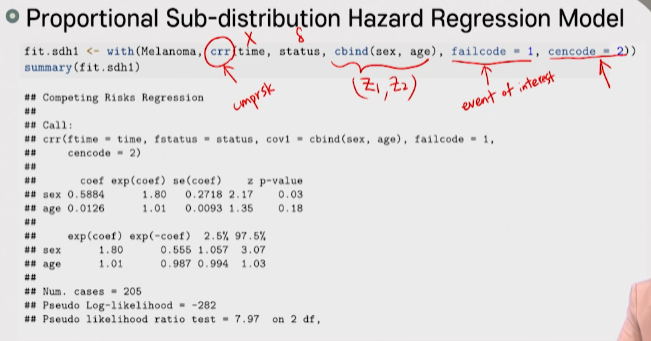 Proportional Sub-distribution Hazard Regression Model
X δ
fit.sdh1 <- with(Melanoma, crr(time, status, cbind(sex, age), failcode = 1, cencode = 2))
summary(fit.sdh1)
cmprsk
(Z1, Z2)
event of interest
## Competing Risks Regression
##
## Call:
## crr(ftime = time, fstatus = status, cov1 = cbind(sex, age), failcode = 1,
## cencode = 2)
##
## coef exp(coef) se(coef) z p-value
## sex 0.5884 1.80 0.2718 2.17 0.03
## age 0.0126 1.01 0.0093 1.35 0.18
##
## exp(coef) exp(-coef) 2.5% 97.5%
## sex 1.80 0.555 1.057 3.07
## age 1.01 0.987 0.994 1.03
##
## Num. cases = 205
## Pseudo Log-likelihood = -282
## Pseudo likelihood ratio test = 7.97 on 2 df,